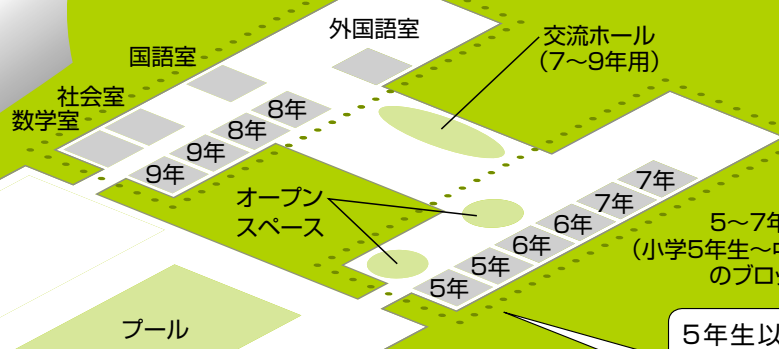 外国語室
国語室
社会室
数学室
交流ホール
（7〜9年用）
8年
8年
9年
9年
オープン
スペース
7年
7年
6年
6年
5年
5年
5〜7年
（小学5年生〜
のブロッ
プール
5年生以